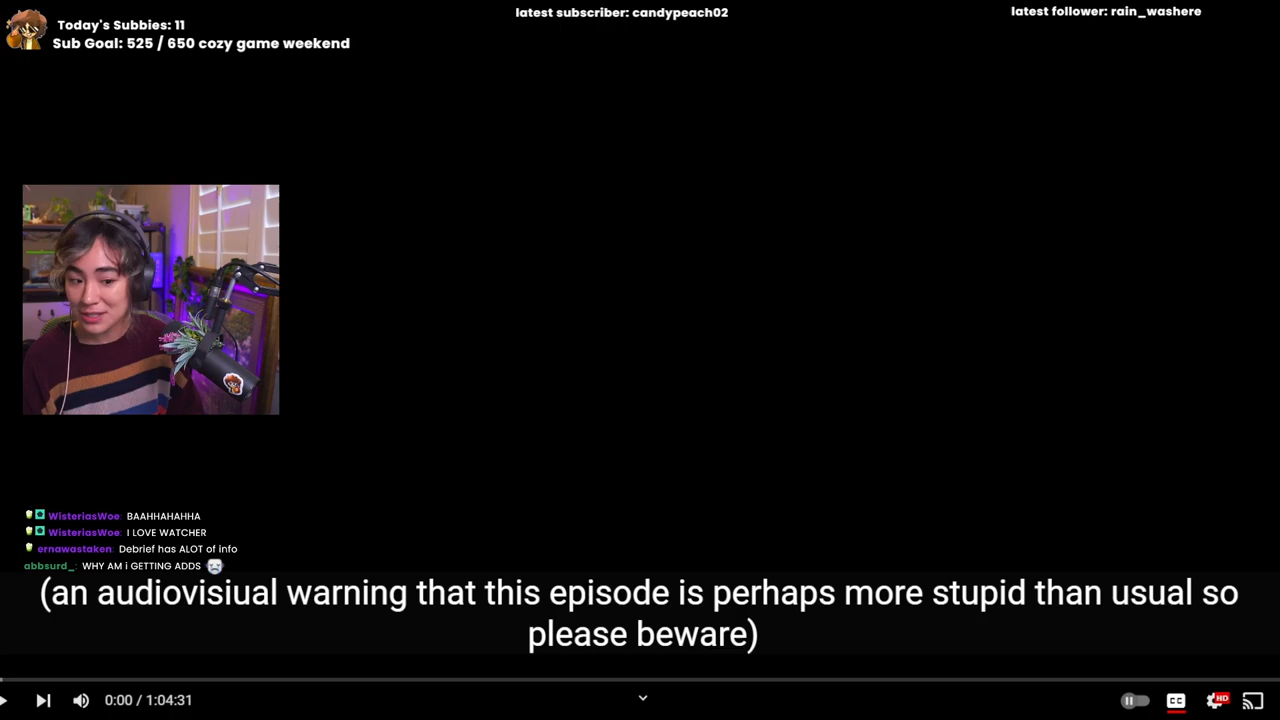 Today's Subbies: 11
Sub Goal: 525 / 650 cozy game weekend
latest subscriber: candypeach02
latest follower: rain_washere
WisteriasWoe: BAAHHAHAHHA
WisteriasWoe: I LOVE WATCHER
ernawastaken: Debrief has ALOT of info
abbsurd_: WHY AM i GETTING ADDS
(an audiovisiual warning that this episode is perhaps more stupid than usual so
please beware)
0:00 / 1:04:31
CC
HD